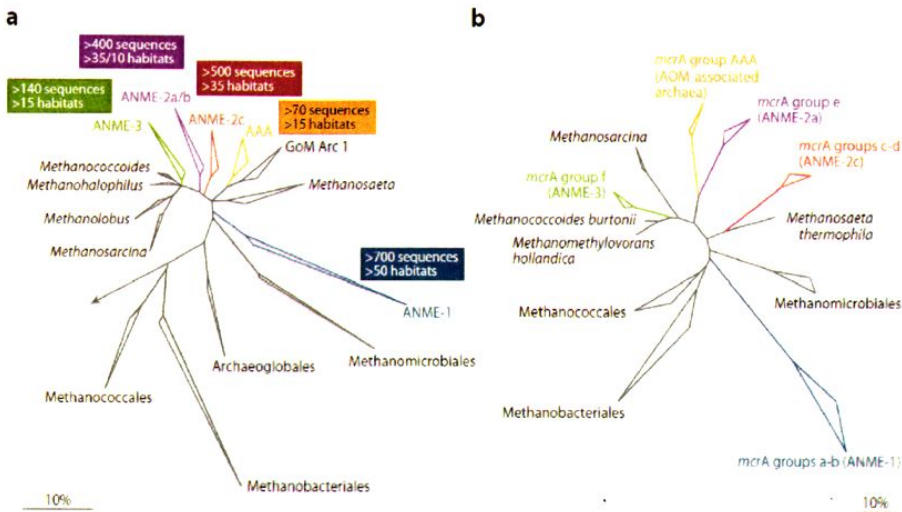 a
>400 sequences
>35/10 habitats
>500 sequences
>35 habitats
>140 sequences
>15 habitats
ANME-2a/b
>70 sequences
>15 habitats
ANME-3
ANME-2c
AAA
GoM Arc 1
Methanococcoides
Methanohalophilus
Methanosaeta
Methanolobus
Methanosarcina
>700 sequences
>50 habitats
ANME-1
Archaeoglobales
Methanomicrobiales
Methanococcales
Methanobacteriales
10%
b
mcrA group AAA
(AOM associated
archaea)
mcrA group e
(ANME-2a)
Methanosarcina
mcrA groups c-d
(ANME-2c)
mcrA group f
(ANME-3)
Methanococcoides burtonii
Methanosaeta
thermophila
Methanomethylovorans
hollandica
Methanomicrobiales
Methanococcales
Methanobacteriales
mcrA groups a-b (ANME-1)
10%